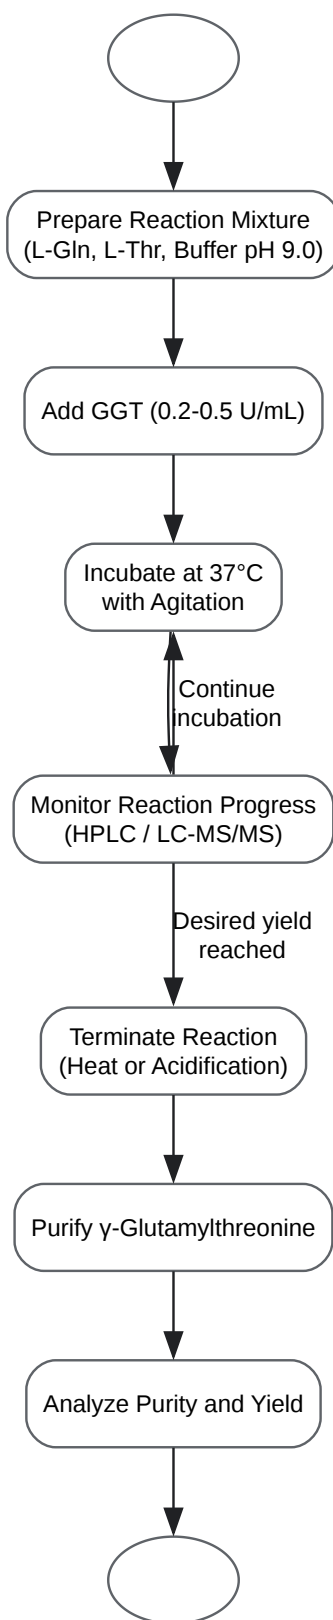 Prepare Reaction Mixture
(L-Gln, L-Thr, Buffer pH 9.0)
Add GGT (0.2-0.5 U/mL)
Incubate at 37°C
with Agitation
Continue
incubation
Monitor Reaction Progress
(HPLC / LC-MS/MS)
Desired yield
reached
Terminate Reaction
(Heat or Acidification)
Purify γ-Glutamylthreonine
Analyze Purity and Yield